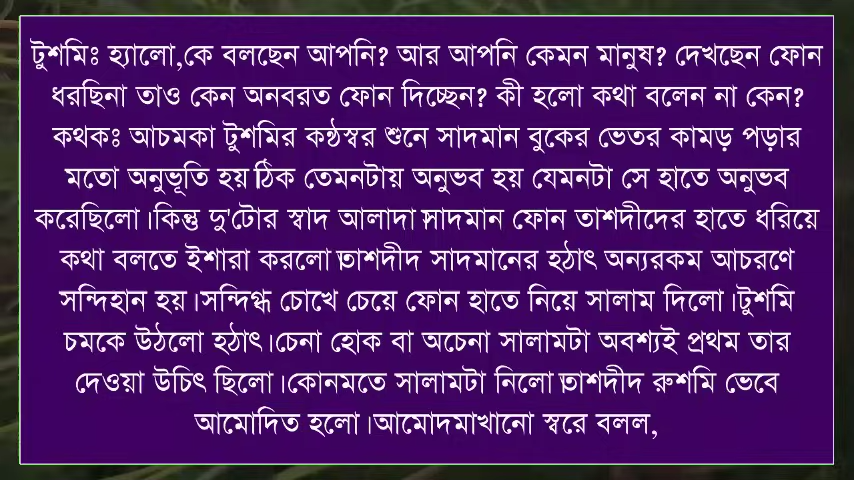 টুশমিঃ হ্যালো,কে বলছেন আপনি? আর আপনি কেমন মানুষ? দেখছেন ফোন
ধরছিনা তাও কেন অনবরত ফোন দিচ্ছেন? কী হলো কথা বলেন না কেন?
কথকঃ আচমকা টুশমির কন্ঠস্বর শুনে সাদমান বুকের ভেতর কামড় পড়ার
মতো অনুভূতি হয়।ঠিক তেমনটায় অনুভব হয় যেমনটা সে হাতে অনুভব
করেছিলো।কিন্তু দু'টোর স্বাদ আলাদা।সাদমান ফোন তাশদীদের হাতে ধরিয়ে
কথা বলতে ইশারা করলো।তাশদীদ সাদমানের হঠাৎ অন্যরকম আচরণে
সন্দিহান হয়।সন্দিগ্ধ চোখে চেয়ে ফোন হাতে নিয়ে সালাম দিলো।টুশমি
চমকে উঠলো হঠাৎ।চেনা হোক বা অচেনা সালামটা অবশ্যই প্রথম তার
দেওয়া উচিৎ ছিলো।কোনমতে সালামটা নিলো।তাশদীদ রুশমি ভেবে
আমোদিত হলো।আমোদমাখানো স্বরে বলল,